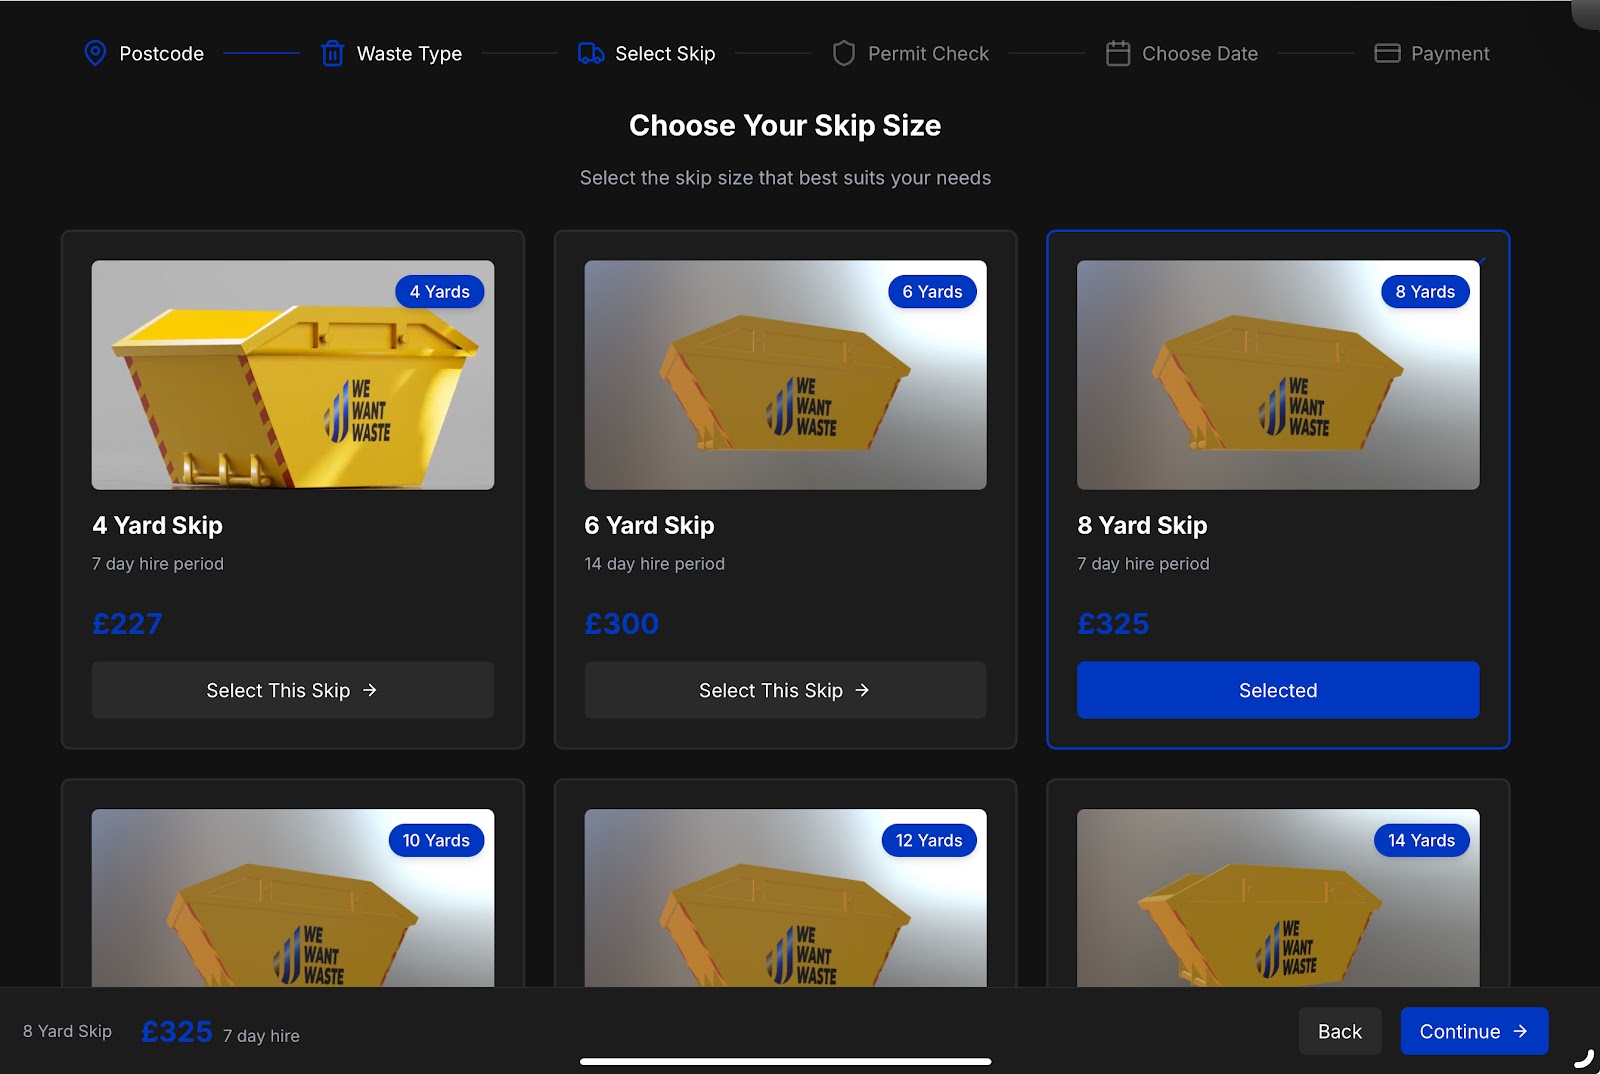 Postcode
Waste Type
Select Skip
Permit Check
Choose Date
Payment
Choose Your Skip Size
Select the skip size that best suits your needs
4 Yards
WE
WANT
WASTE
4 Yard Skip
7 day hire period
£227
Select This Skip →
6 Yards
WE
WANT
WASTE
6 Yard Skip
14 day hire period
£300
Select This Skip →
8 Yards
WE
WANT
WASTE
8 Yard Skip
7 day hire period
£325
Selected
10 Yards
WE
WANT
WASTE
12 Yards
WE
WANT
WASTE
14 Yards
WE
WANT
WASTE
8 Yard Skip £325 7 day hire
Back
Continue →